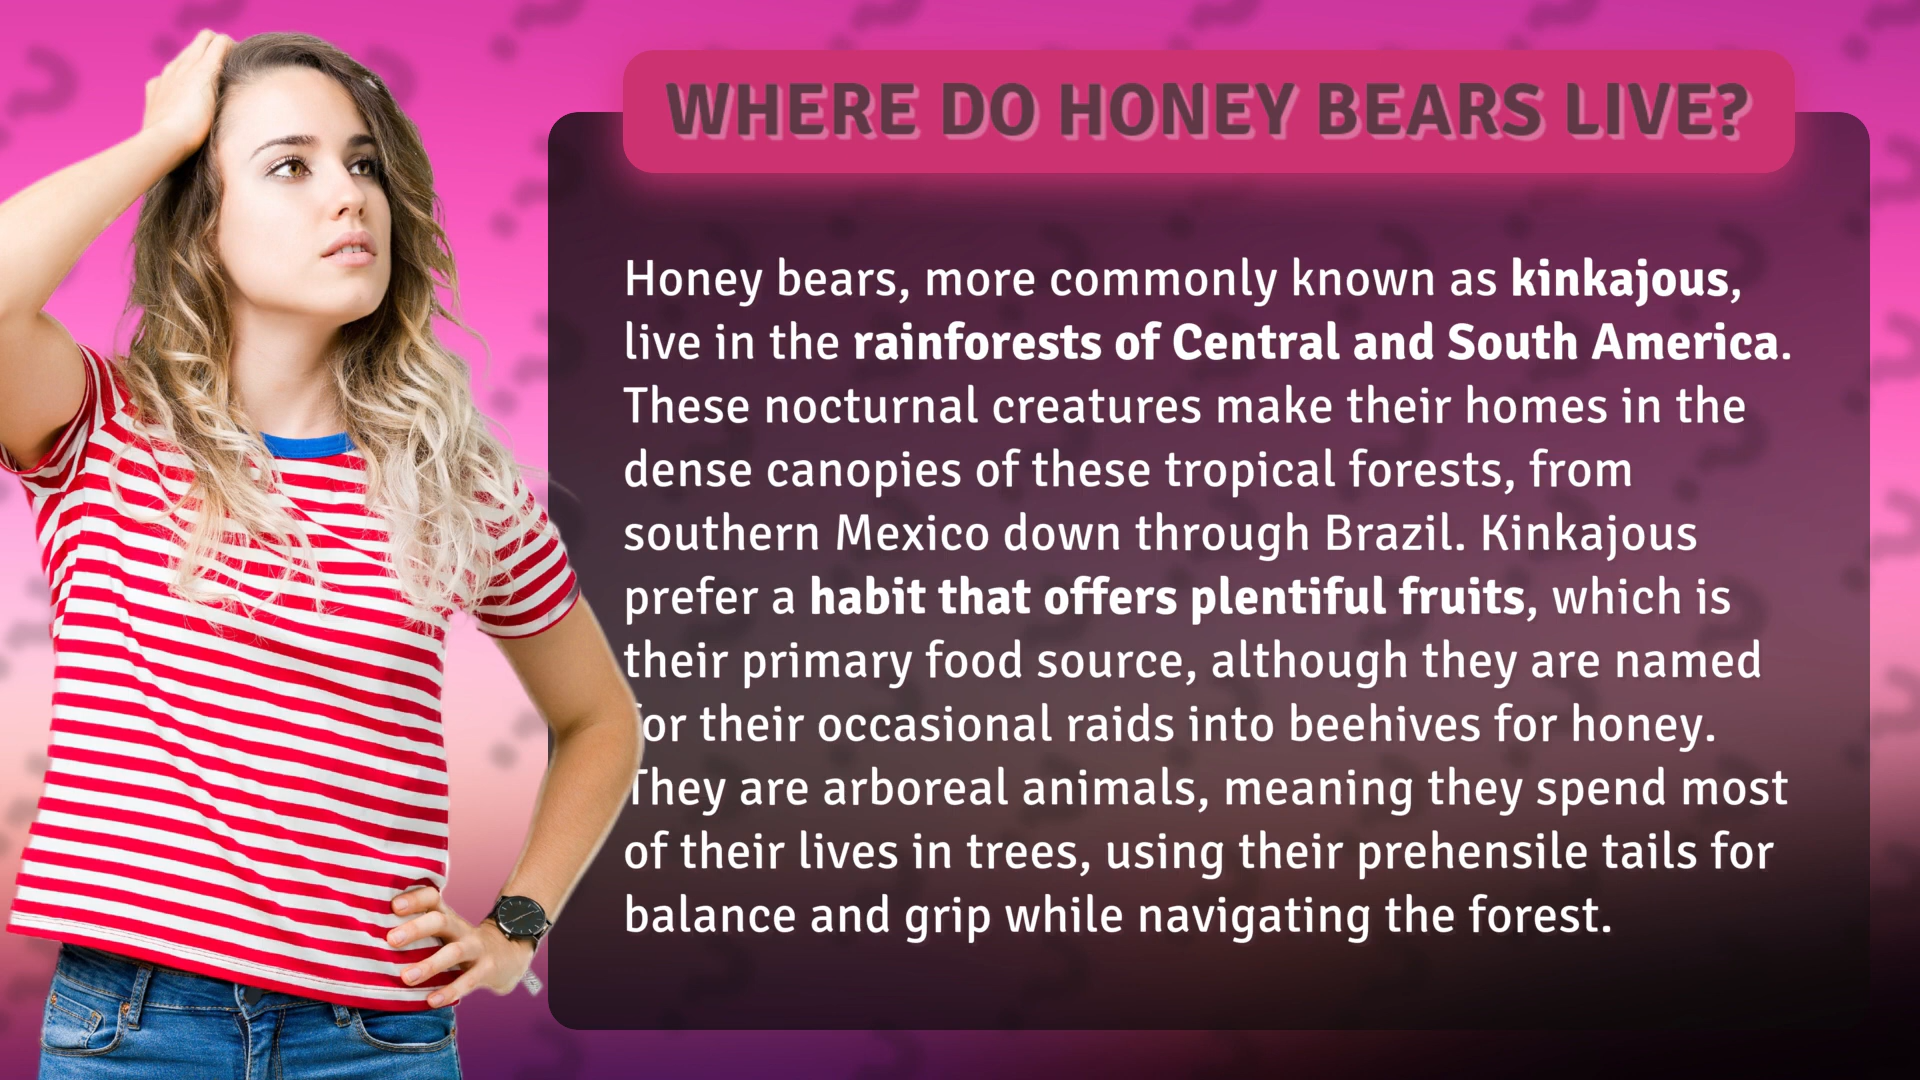 WHERE DO HONEY BEARS LIVE?
Honey bears, more commonly known as kinkajous,
live in the rainforests of Central and South America.
These nocturnal creatures make their homes in the
dense canopies of these tropical forests, from
southern Mexico down through Brazil. Kinkajous
prefer a habit that offers plentiful fruits, which is
their primary food source, although they are named
for their occasional raids into beehives for honey.
They are arboreal animals, meaning they spend most
of their lives in trees, using their prehensile tails for
balance and grip while navigating the forest.